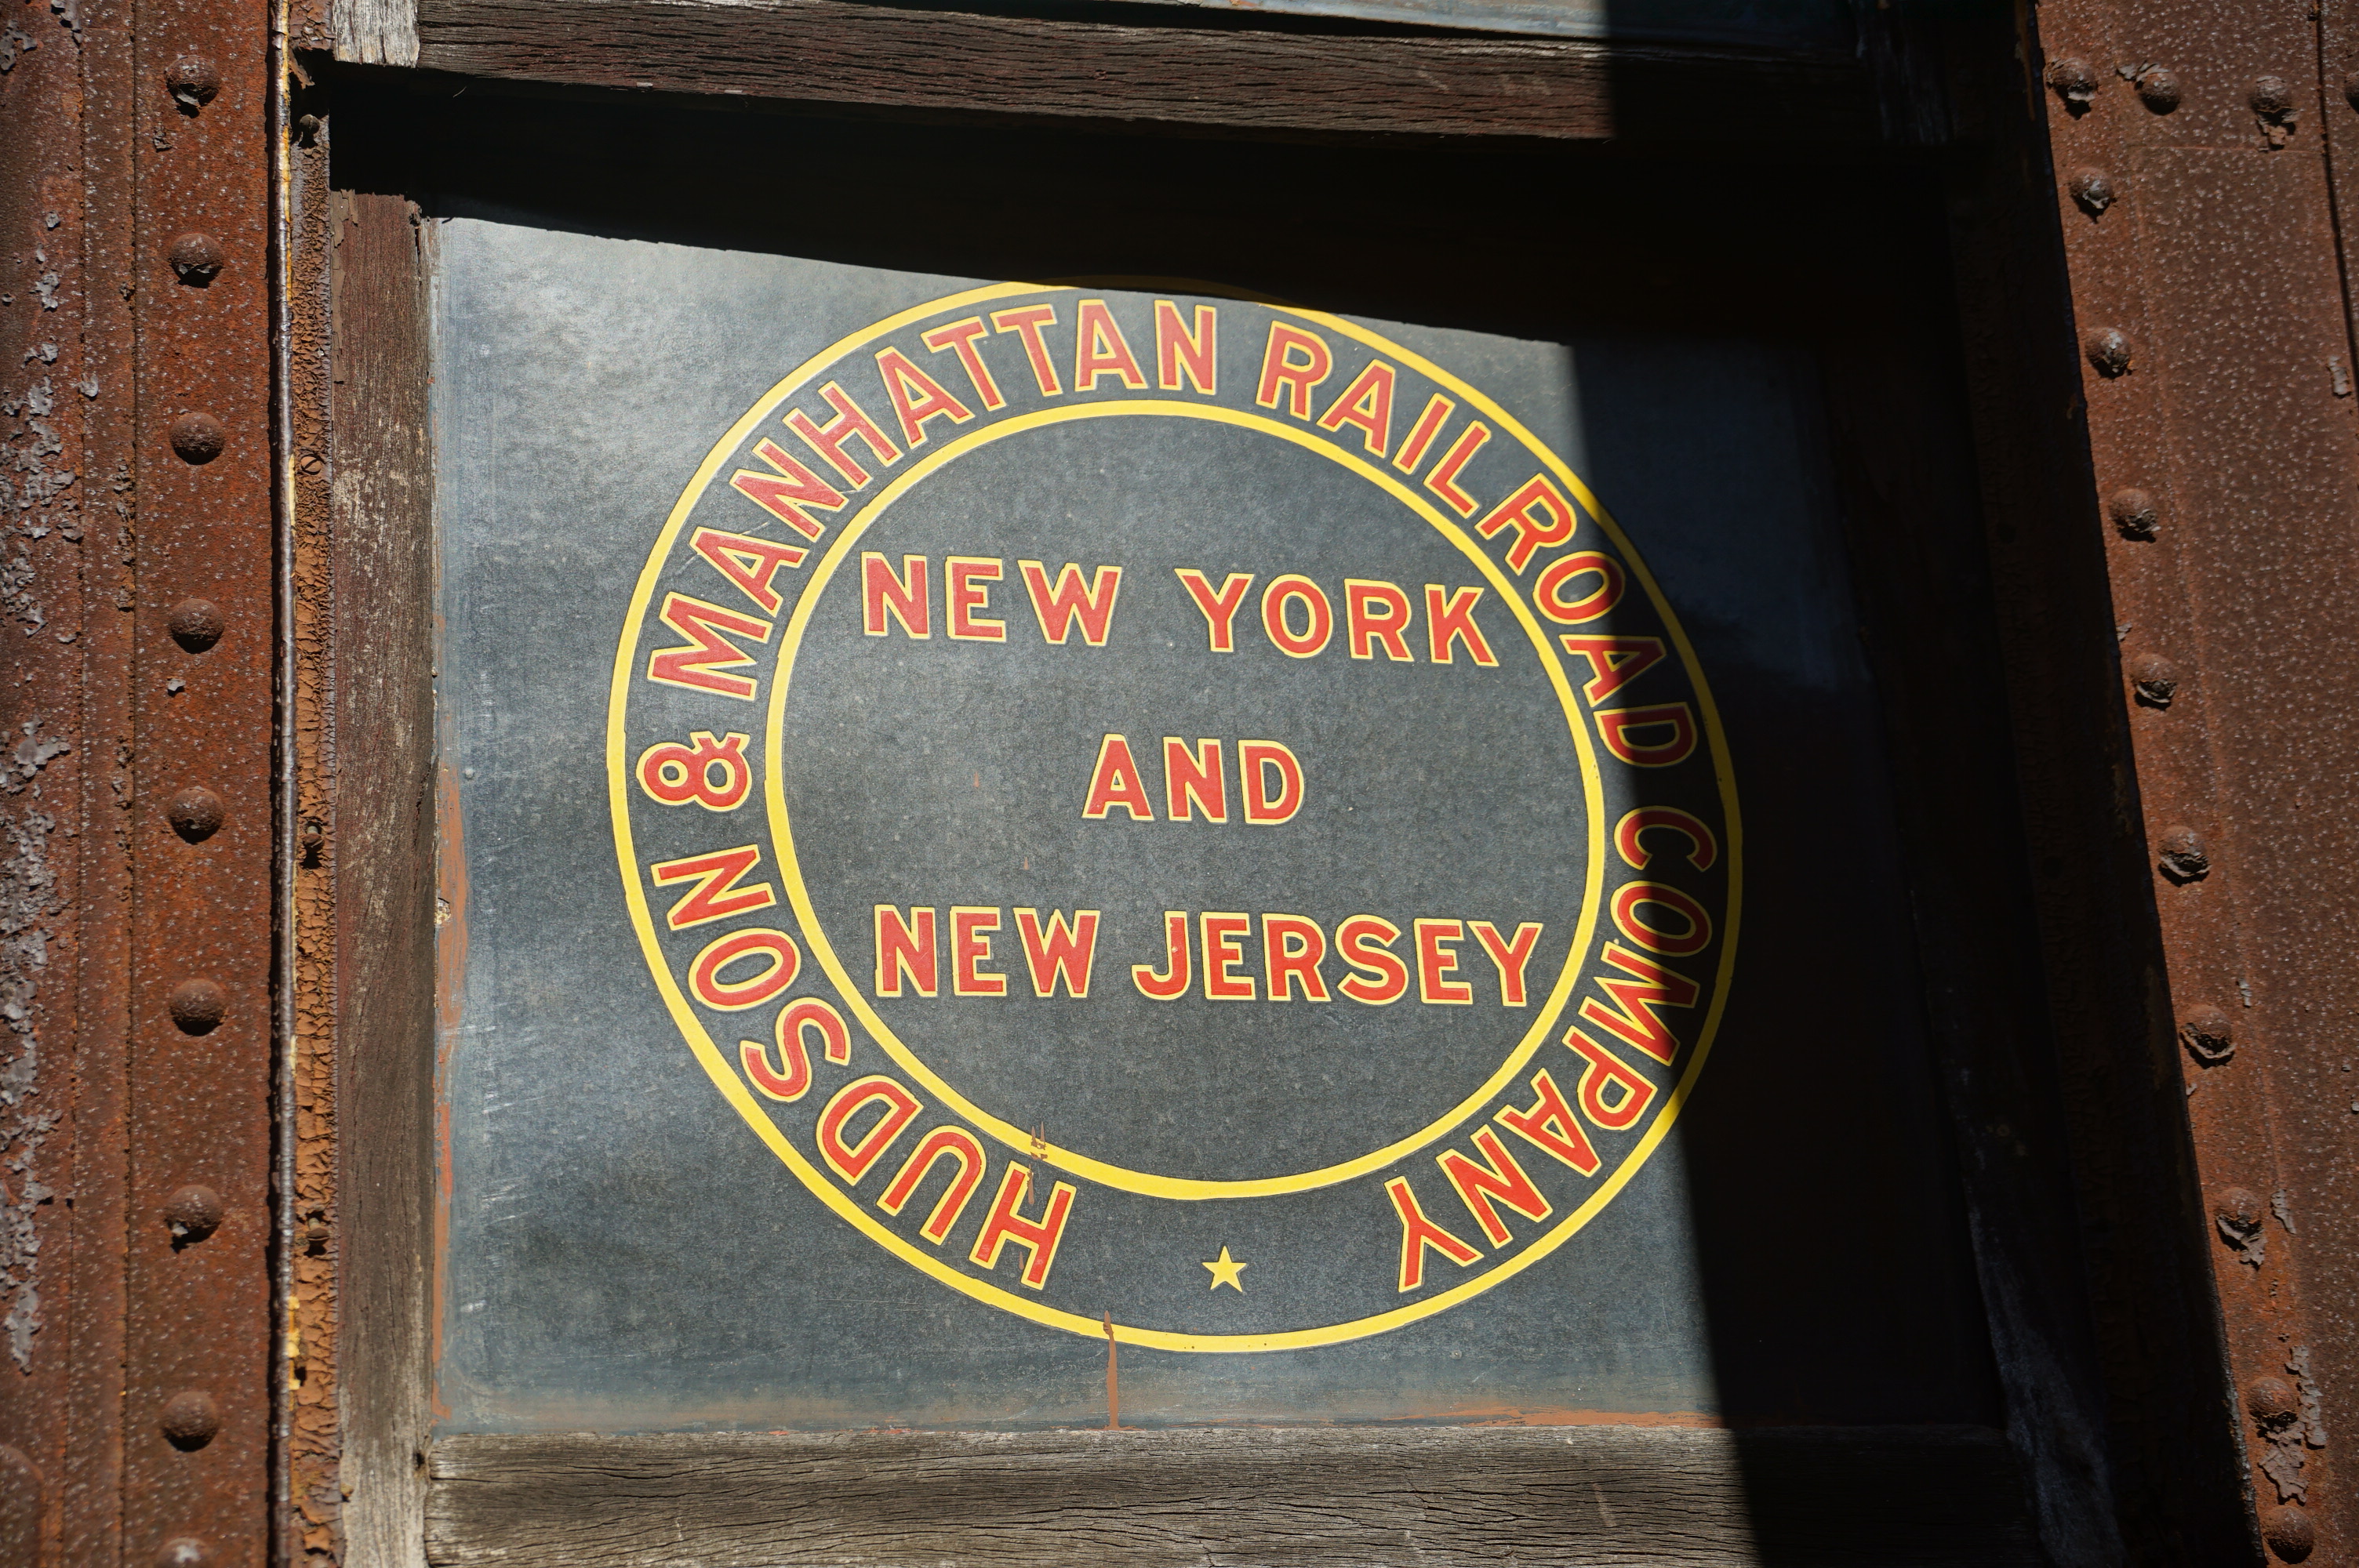 HUDSON & MANHATTAN RAILROAD COMPANY
NEW YORK
AND
NEW JERSEY